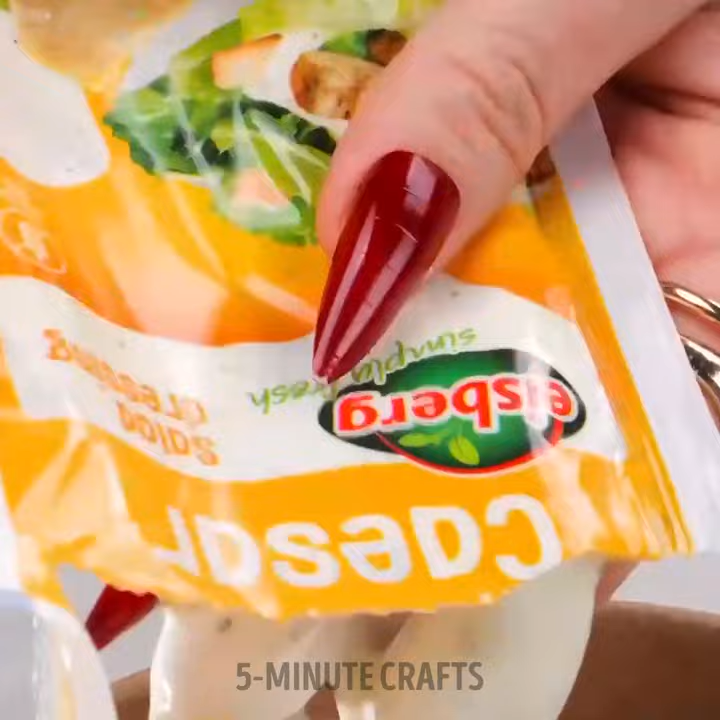 Caesar
eisberg
simply fresh
Salad
Dressing
5-MINUTE CRAFTS